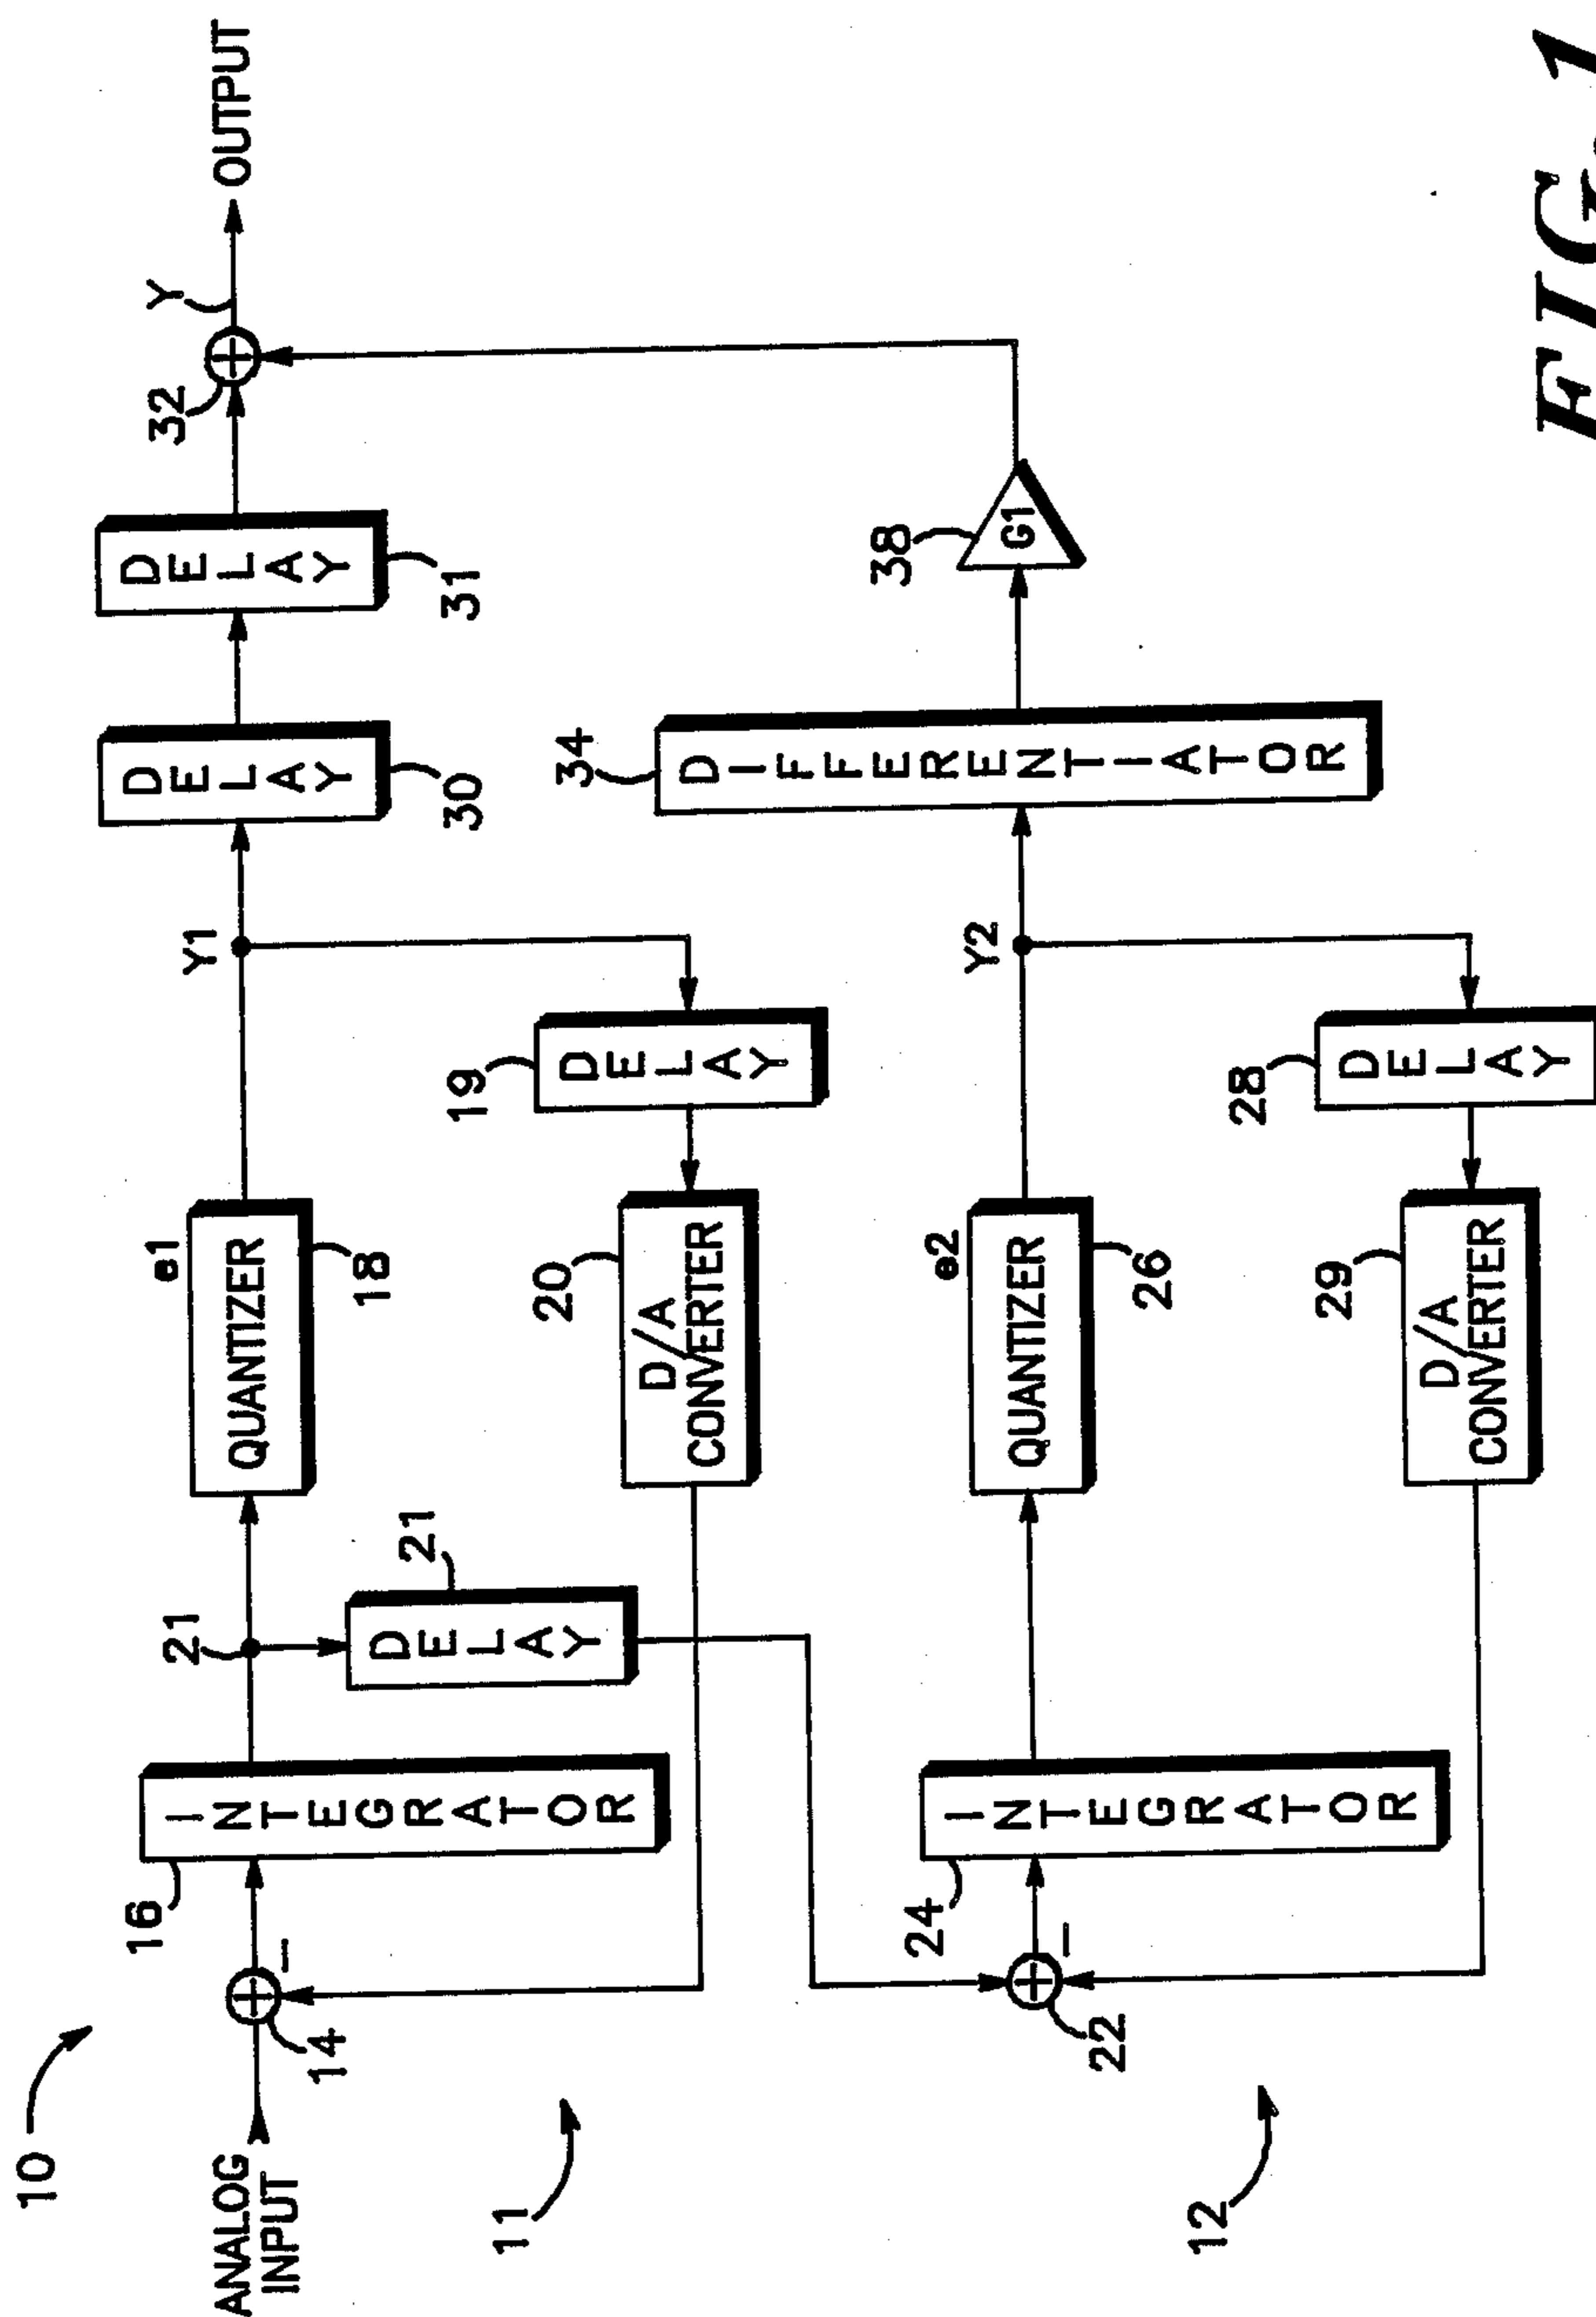 10
ANALOG
INPUT
14
16
INTEGRATOR
21
DELAY
21
QUANTIZER
e1
18
Y1
DELAY
30
DELAY
31
32
Y
OUTPUT
11
D/A
CONVERTER
20
DELAY
19
12
22
24
INTEGRATOR
QUANTIZER
e2
26
Y2
DIFFERENTIATOR
34
G1
38
D/A
CONVERTER
29
DELAY
28
FIG.1